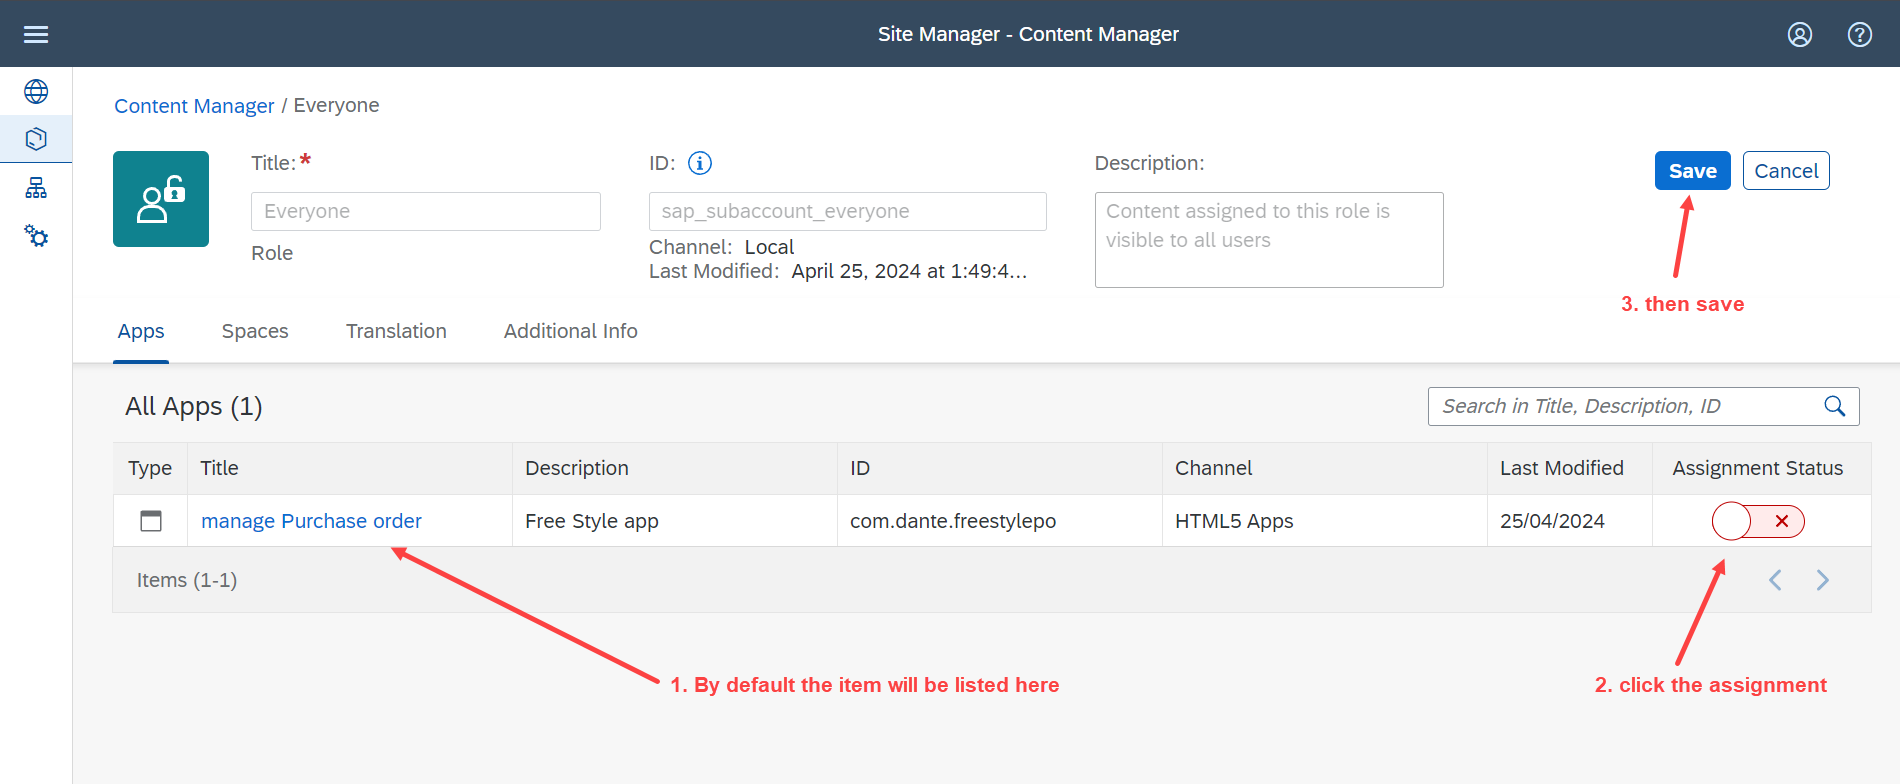 Site Manager - Content Manager
Content Manager / Everyone
Title:*
ID:
Description:
Save
Cancel
Everyone
sap_subaccount_everyone
Content assigned to this role is
visible to all users
Role
Channel: Local
Last Modified: April 25, 2024 at 1:49:4...
3. then save
Apps
Spaces
Translation
Additional Info
All Apps (1)
Search in Title, Description, ID
Type Title Description ID Channel Last Modified Assignment Status
manage Purchase order Free Style app com.dante.freestylepo HTML5 Apps 25/04/2024
Items (1-1)
1. By default the item will be listed here
2. click the assignment